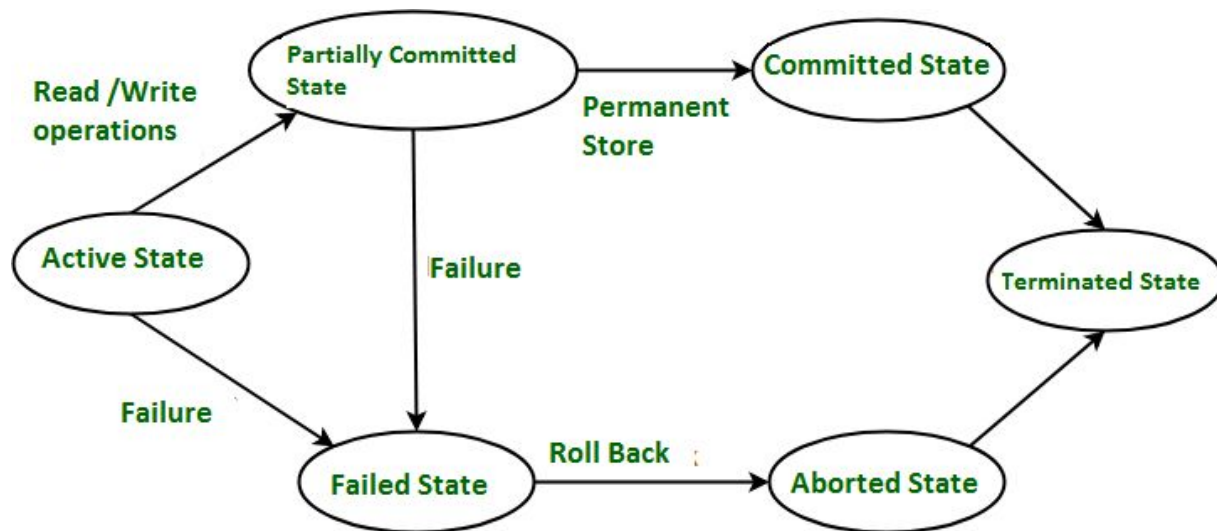 Partially Committed
State
Committed State
Read /Write
operations
Permanent
Store
Active State
Failure
Terminated State
Failure
Roll Back
Failed State
Aborted State